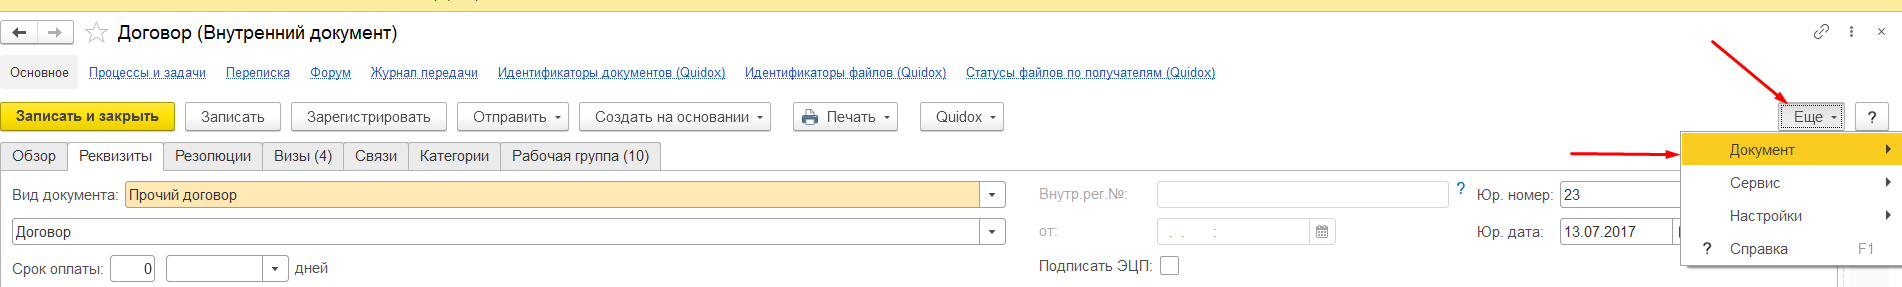 Договор (Внутренний документ)
Основное Процессы и задачи Переписка Форум Журнал передачи Идентификаторы документов (Quidox) Идентификаторы файлов (Quidox) Статусы файлов по получателям (Quidox)
Записать и закрыть Записать Зарегистрировать Отправить Создать на основании Печать Quidox Еще ?
Обзор Реквизиты Резолюции Визы (4) Связи Категории Рабочая группа (10)
Документ
Вид документа: Прочий договор Внутр.рег.№: ? Юр. номер: 23
Сервис
Настройки
Договор от: . . : Юр. дата: 13.07.2017
? Справка F1
Срок оплаты: 0 дней Подписать ЭЦП: